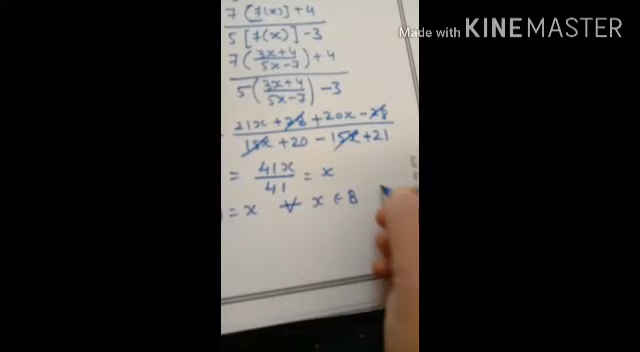 7 [f(x)] + 4
5 [f(x)] - 3
7 (3x+4 / 5x-7) + 4
5 (3x+4 / 5x-7) - 3
21x + 28 + 20x - 28
15x + 20 - 15x + 21
= 41x / 41 = x
= x ∀ x ∈ B
Made with KINEMASTER